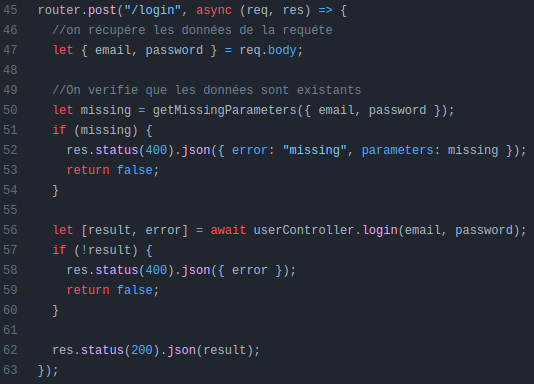 45 router.post("/login", async (req, res) => {
46 //on récupére les données de la requéte
47 let { email, password } = req.body;
48
49 //On verifie que les données sont existants
50 let missing = getMissingParameters({ email, password });
51 if (missing) {
52 res.status(400).json({ error: "missing", parameters: missing });
53 return false;
54 }
55
56 let [result, error] = await userController.login(email, password);
57 if (!result) {
58 res.status(400).json({ error });
59 return false;
60 }
61
62 res.status(200).json(result);
63 });